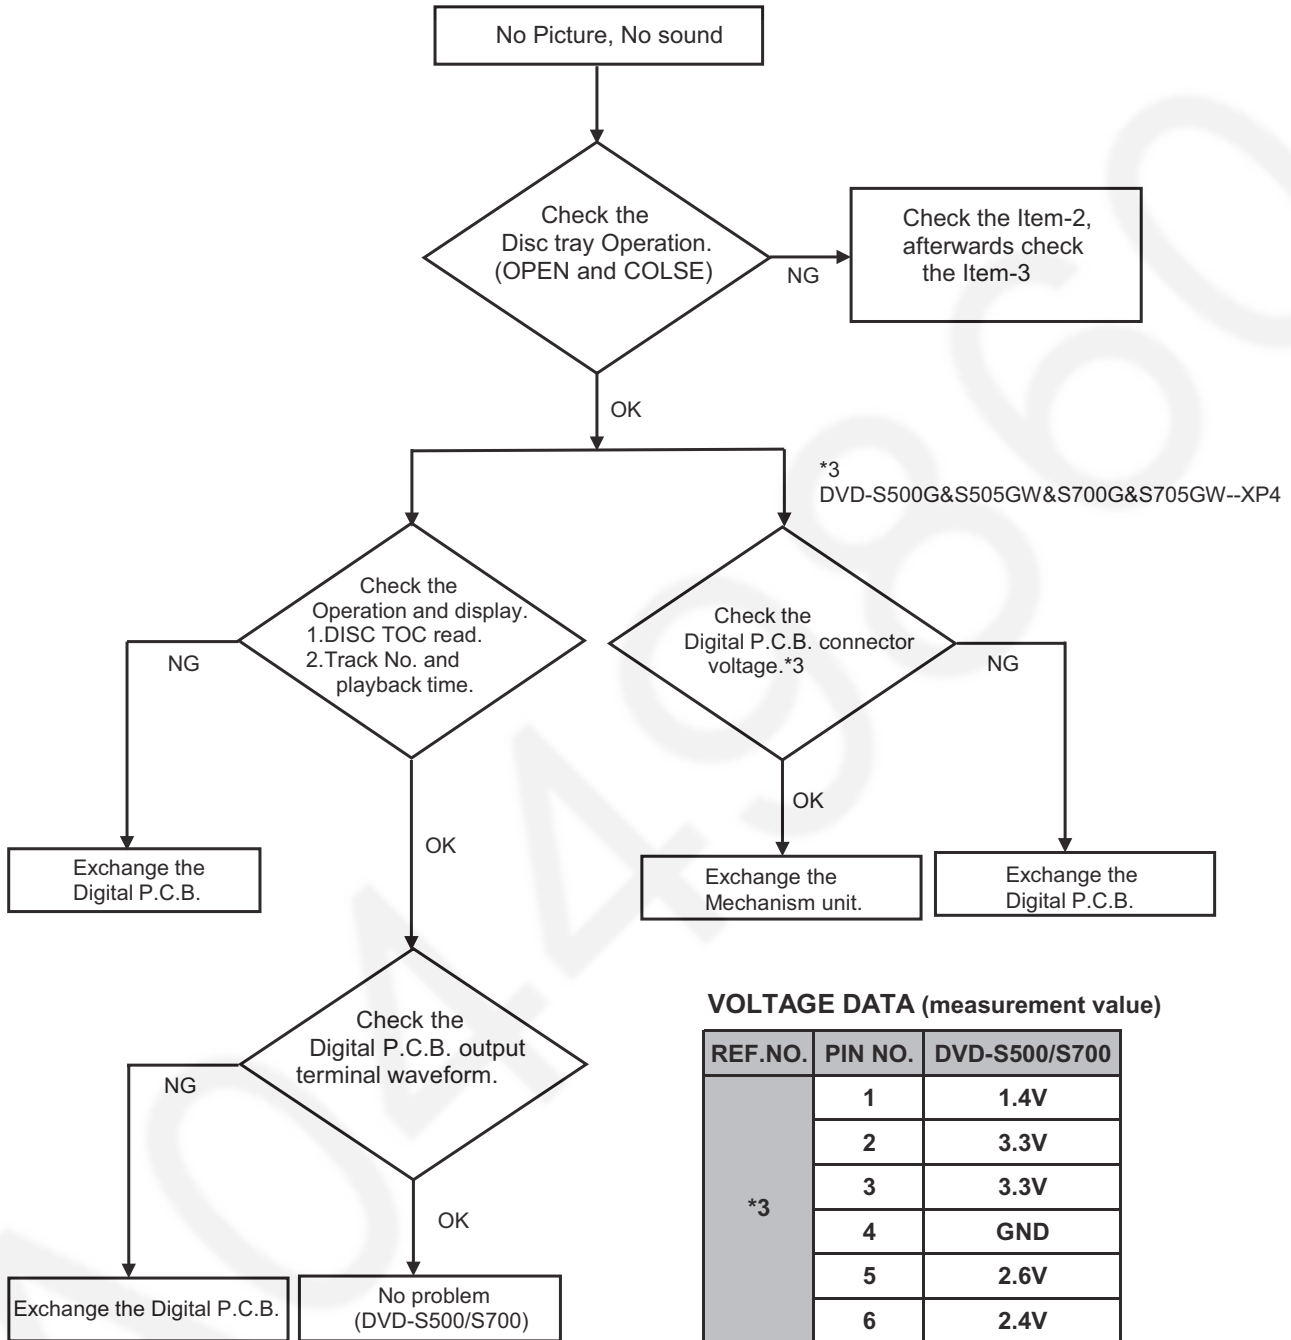 No Picture, No sound
Check the
Disc tray Operation.
(OPEN and COLSE)
NG
Check the Item-2,
afterwards check
the Item-3
OK
*3
DVD-S500G&S505GW&S700G&S705GW--XP4
Check the
Operation and display.
1.DISC TOC read.
2.Track No. and
playback time.
NG
Check the
Digital P.C.B. connector
voltage.*3
NG
OK
OK
Exchange the
Digital P.C.B.
Exchange the
Mechanism unit.
Exchange the
Digital P.C.B.
Check the
Digital P.C.B. output
terminal waveform.
NG
OK
Exchange the Digital P.C.B.
No problem
(DVD-S500/S700)
VOLTAGE DATA (measurement value)
REF.NO. PIN NO. DVD-S500/S700
*3
1 1.4V
2 3.3V
3 3.3V
4 GND
5 2.6V
6 2.4V